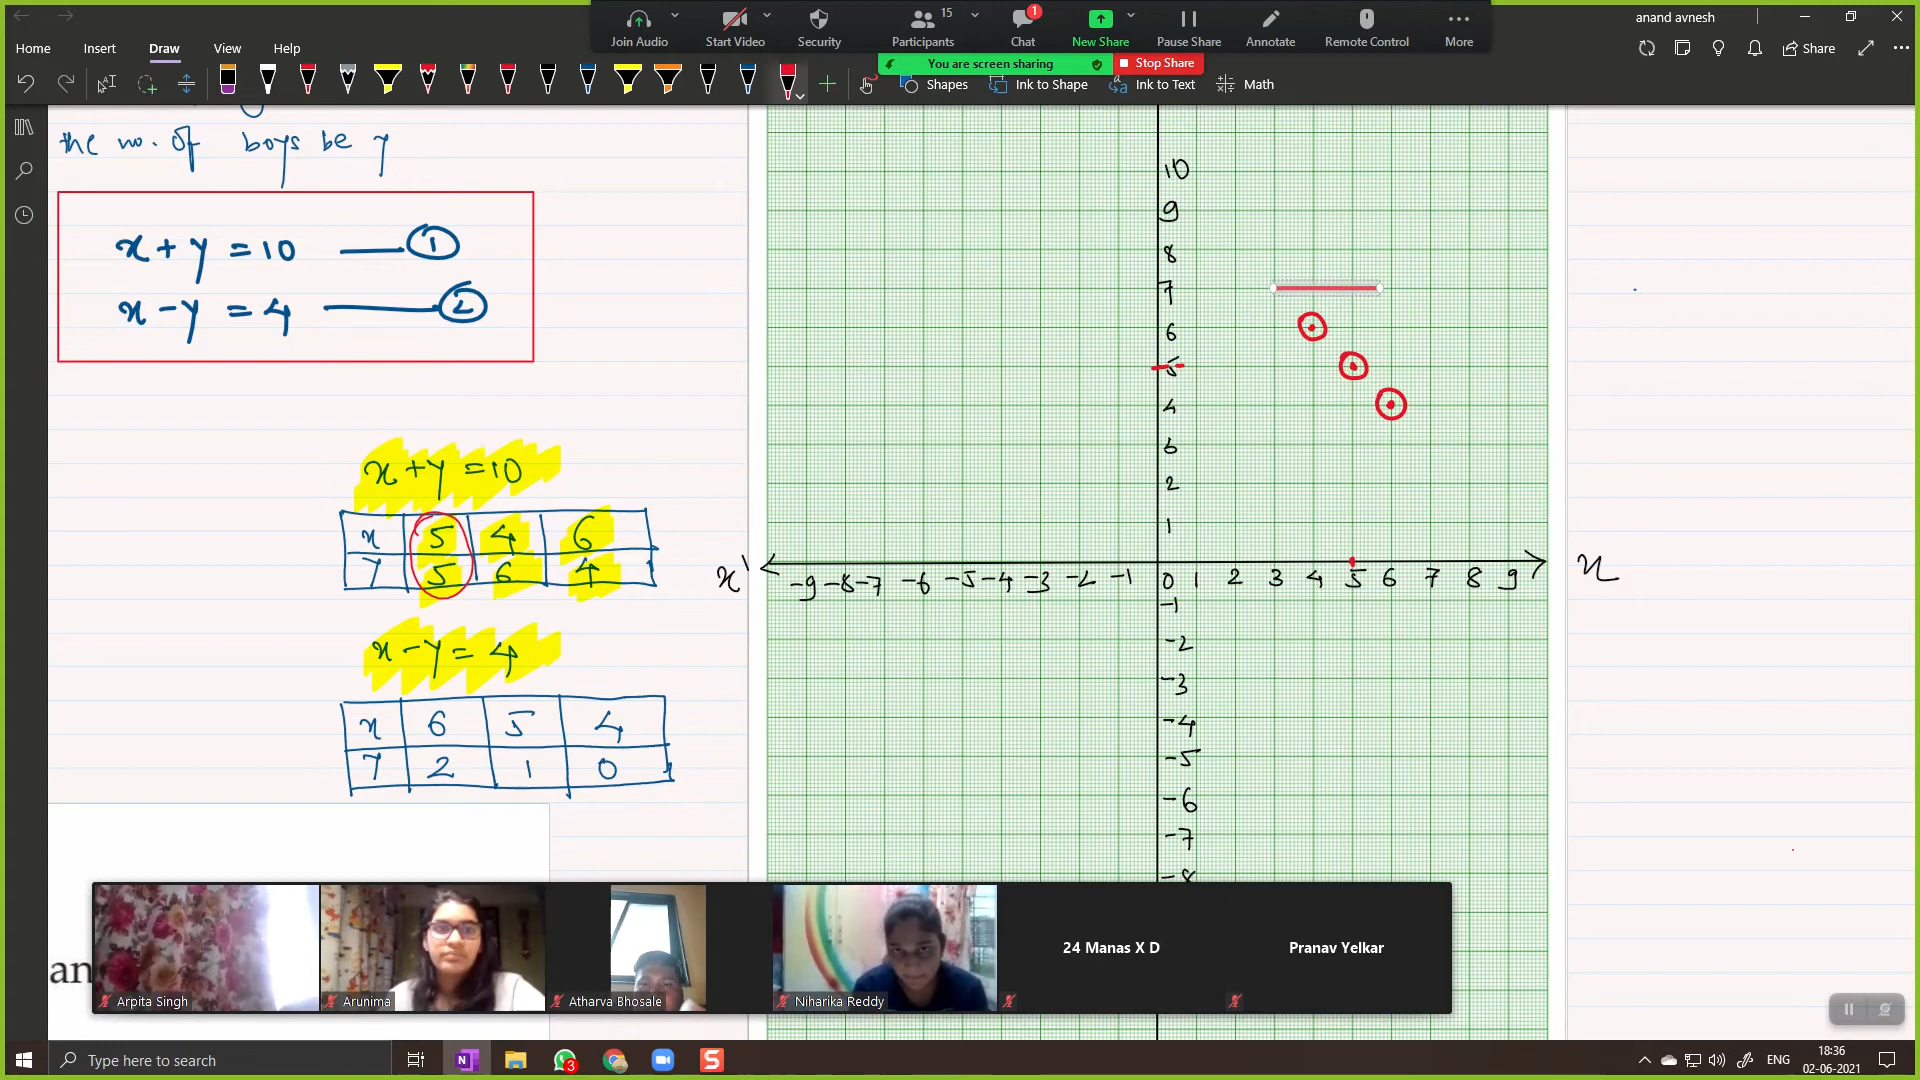 15
1
anand avnesh
Join Audio
Start Video
Security
Participants
Chat
New Share
Pause Share
Annotate
Remote Control
More
Home
Insert
Draw
View
Help
Share
You are screen sharing
Stop Share
Shapes
Ink to Shape
Ink to Text
Math
the no. of boys be y
x + y = 10 —— 1
x - y = 4 —— 2
x + y = 10
x 5 4 6
y 5 6 4
x - y = 4
x 6 5 4
y 2 1 0
10
9
8
7
6
5
4
3
2
1
x' -9 -8 -7 -6 -5 -4 -3 -2 -1 0 1 2 3 4 5 6 7 8 9 x
-1
-2
-3
-4
-5
-6
-7
-8
an
Arpita Singh
Arunima
Atharva Bhosale
Niharika Reddy
24 Manas X D
Pranav Yelkar
Type here to search
N
3
S
ENG
18:36
02-06-2021